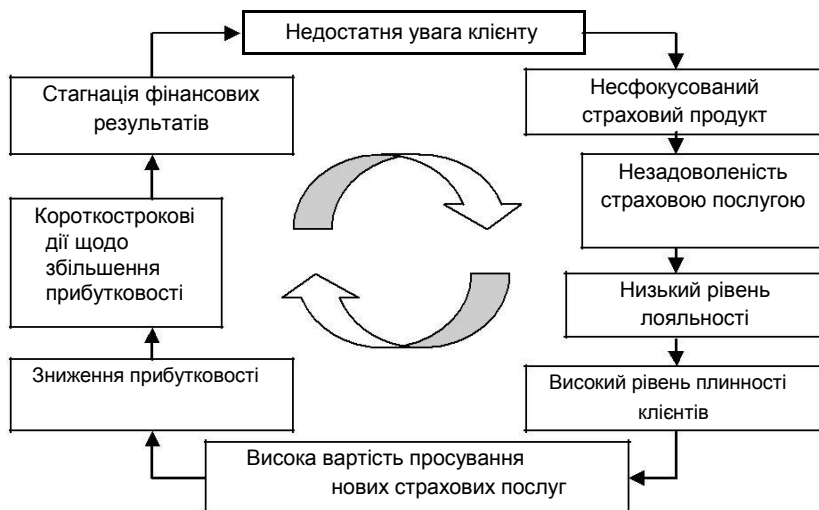 Недостатня увага клієнту
Несфокусований
страховий продукт
Незадоволеність
страховою послугою
Низький рівень
лояльності
Високий рівень плинності
клієнтів
Висока вартість просування
нових страхових послуг
Зниження прибутковості
Короткострокові
дії щодо
збільшення
прибутковості
Стагнація фінансових
результатів